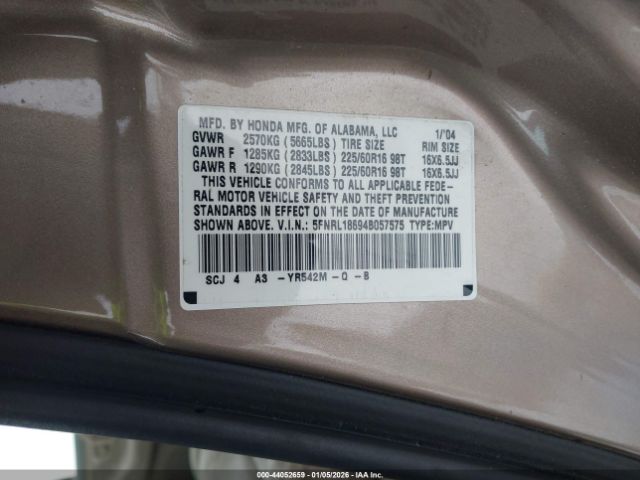 MFD. BY HONDA MFG. OF ALABAMA, LLC 1/'04
GVWR 2570KG ( 5665LBS ) TIRE SIZE RIM SIZE
GAWR F 1285KG ( 2833LBS ) 225/60R16 98T 16X6.5JJ
GAWR R 1290KG ( 2845LBS ) 225/60R16 98T 16X6.5JJ
THIS VEHICLE CONFORMS TO ALL APPLICABLE FEDE-
RAL MOTOR VEHICLE SAFETY AND THEFT PREVENTION
STANDARDS IN EFFECT ON THE DATE OF MANUFACTURE
SHOWN ABOVE. V.I.N.: 5FNRL18694B057575 TYPE:MPV
SCJ 4 A3 -YR542M -Q -B
000-44052659 - 01/05/2026 - COPYRIGHT IAA, LLC